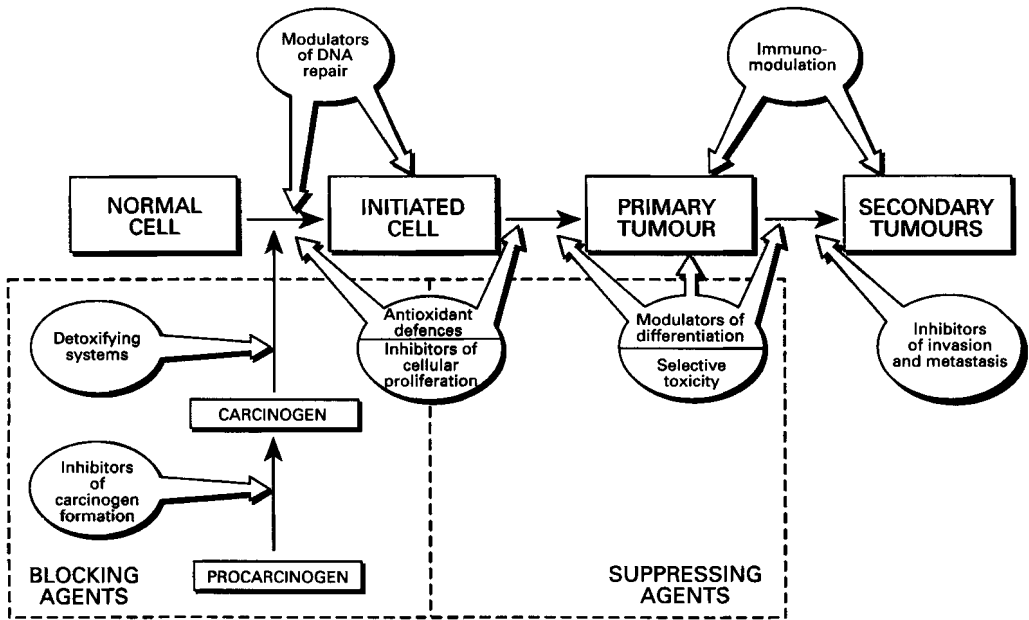 Modulators
of DNA
repair
Immuno-
modulation
NORMAL
CELL
INITIATED
CELL
PRIMARY
TUMOUR
SECONDARY
TUMOURS
Detoxifying
systems
Antioxidant
defences
Inhibitors of
cellular
proliferation
Modulators of
differentiation
Selective
toxicity
Inhibitors
of invasion
and metastasis
CARCINOGEN
Inhibitors
of
carcinogen
formation
PROCARCINOGEN
BLOCKING
AGENTS
SUPPRESSING
AGENTS